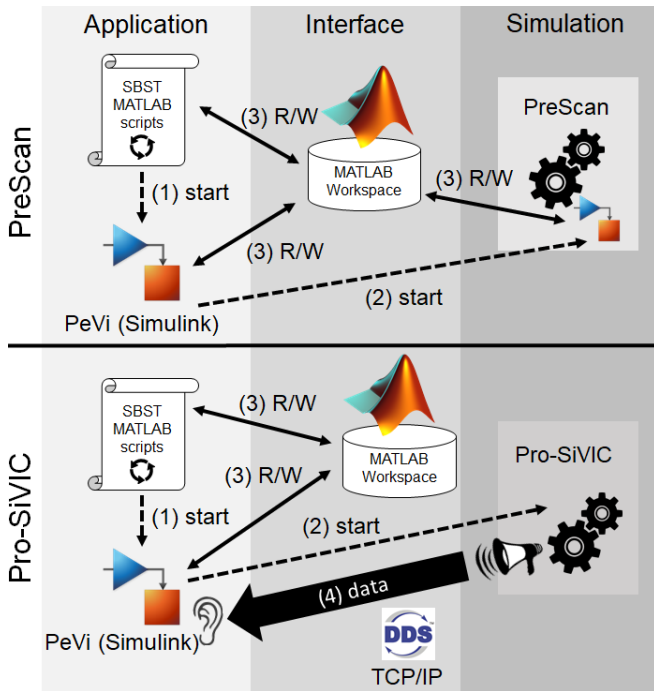 Application
Interface
Simulation
PreScan
SBST
MATLAB
scripts
(3) R/W
PreScan
MATLAB
Workspace
(3) R/W
(1) start
(3) R/W
(2) start
PeVi (Simulink)
Pro-SiVIC
SBST
MATLAB
scripts
(3) R/W
MATLAB
Workspace
Pro-SiVIC
(3) R/W
(1) start
(2) start
(4) data
PeVi (Simulink)
DDS
TCP/IP